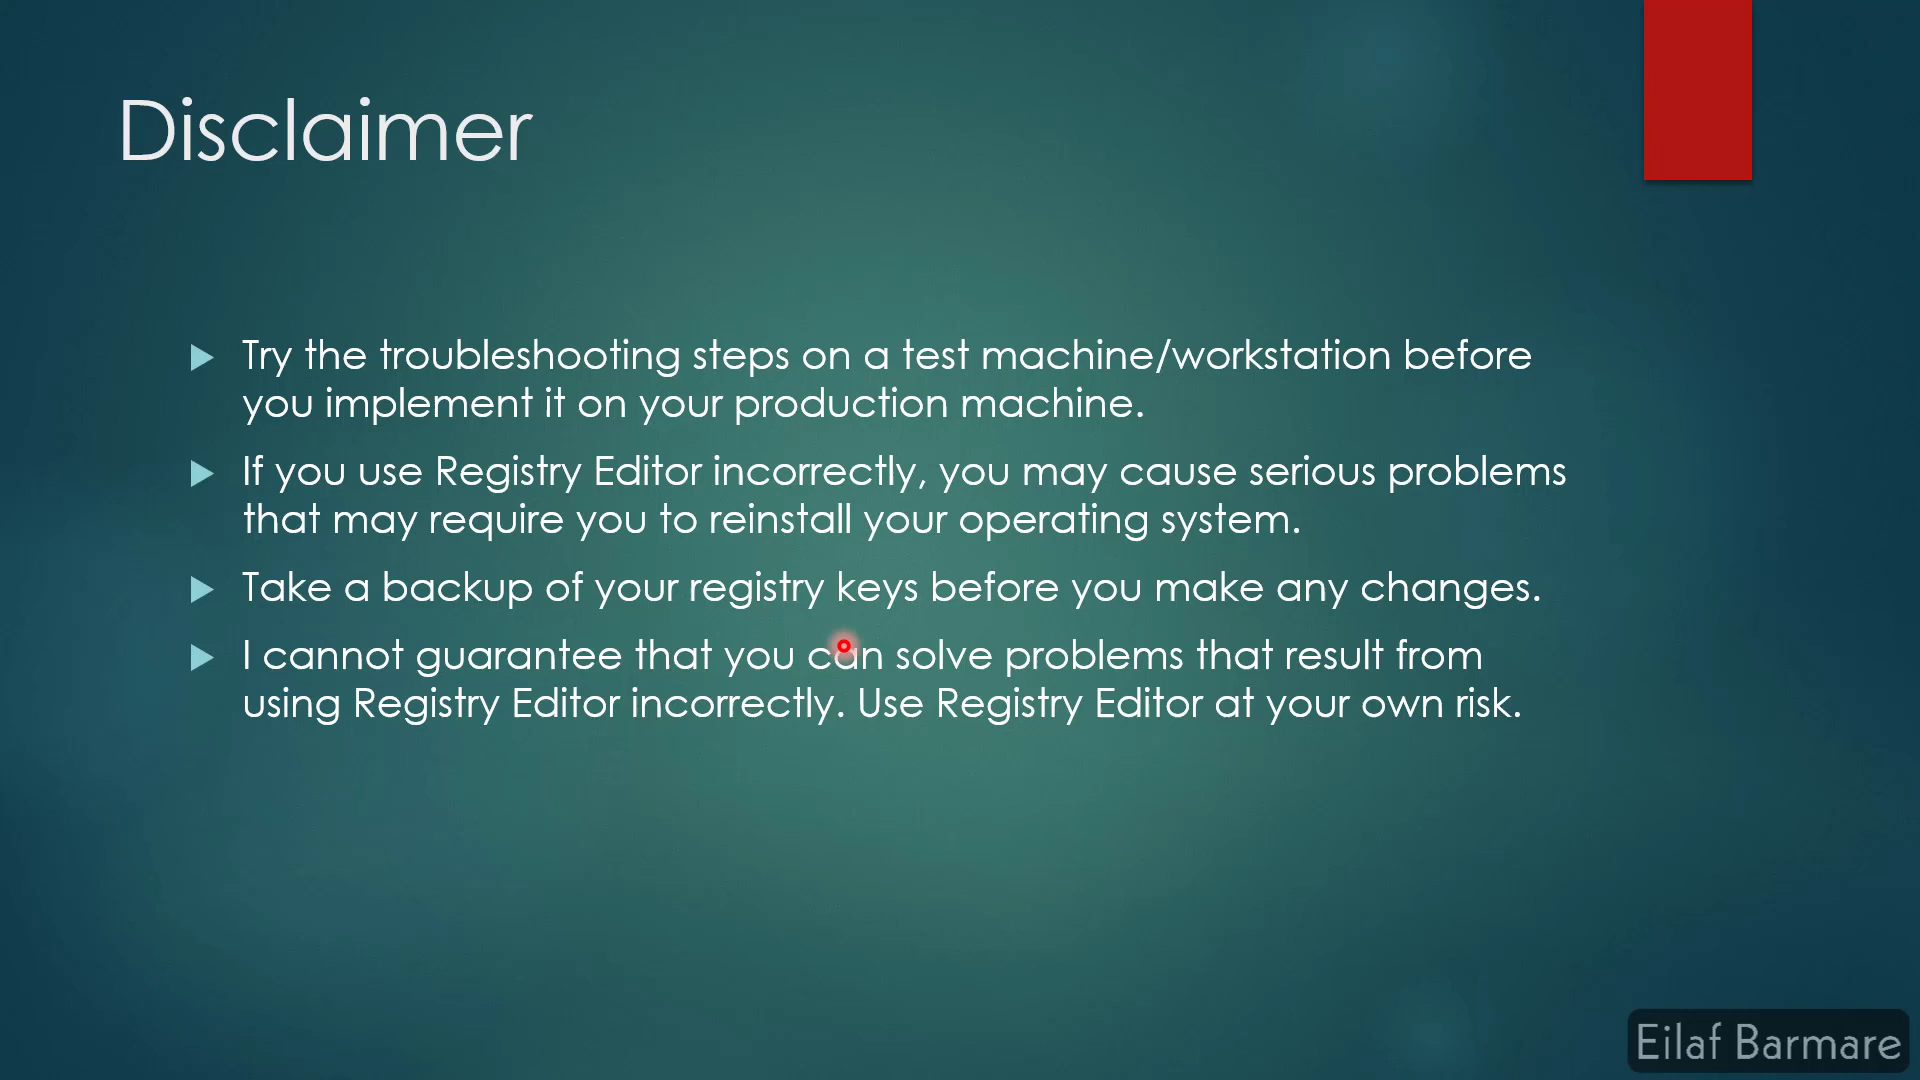 Disclaimer
Try the troubleshooting steps on a test machine/workstation before
you implement it on your production machine.
If you use Registry Editor incorrectly, you may cause serious problems
that may require you to reinstall your operating system.
Take a backup of your registry keys before you make any changes.
I cannot guarantee that you can solve problems that result from
using Registry Editor incorrectly. Use Registry Editor at your own risk.
Eilaf Barmare